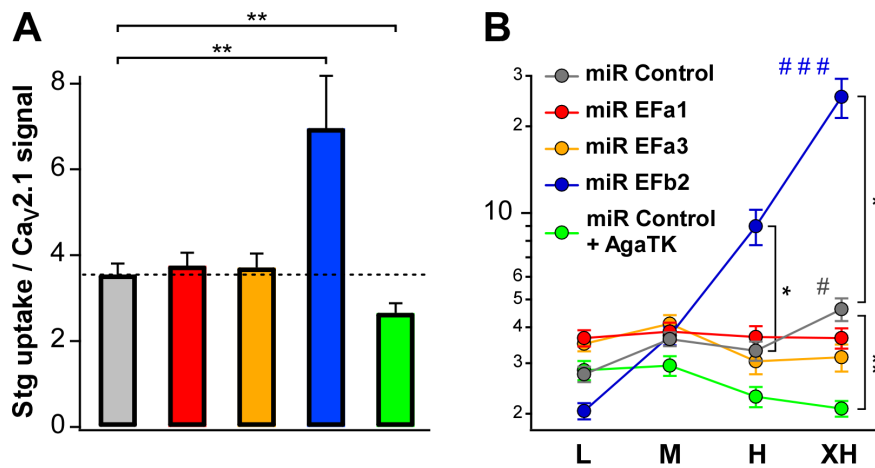 A
**
**
Stg uptake / CaV2.1 signal
8
6
4
2
0
B
miR Control
miR EFa1
miR EFa3
miR EFb2
miR Control
+ AgaTK
# # #
#
*
3
2
10
8
6
5
4
3
2
L
M
H
XH